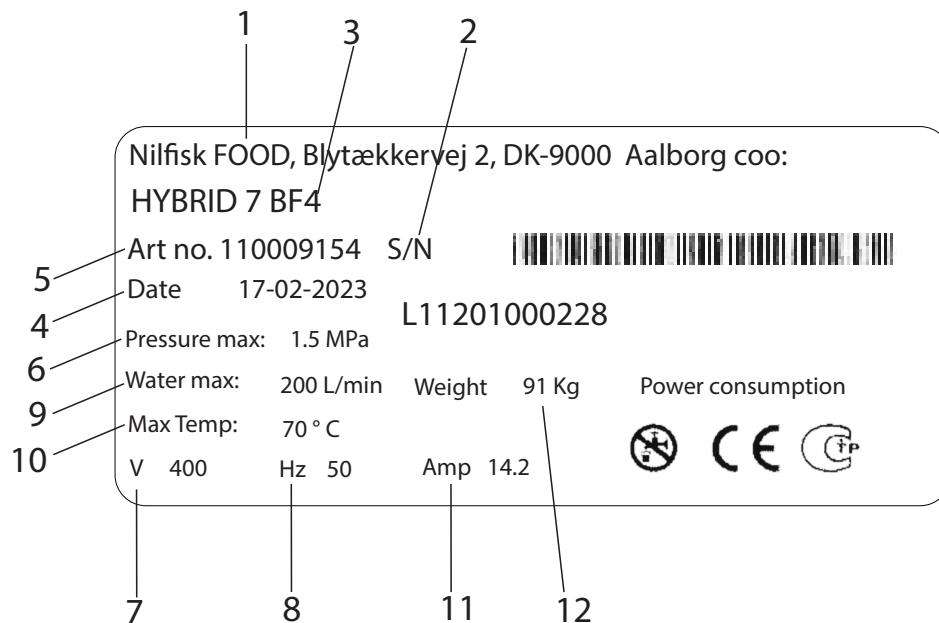 1 3 2
Nilfisk FOOD, Blytækkervej 2, DK-9000 Aalborg coo:
HYBRID 7 BF4
5 Art no. 110009154 S/N
4 Date 17-02-2023
L11201000228
6 Pressure max: 1.5 MPa
9 Water max: 200 L/min Weight 91 Kg Power consumption
10 Max Temp: 70 ° C
CE
V 400 Hz 50 Amp 14.2
7 8 11 12